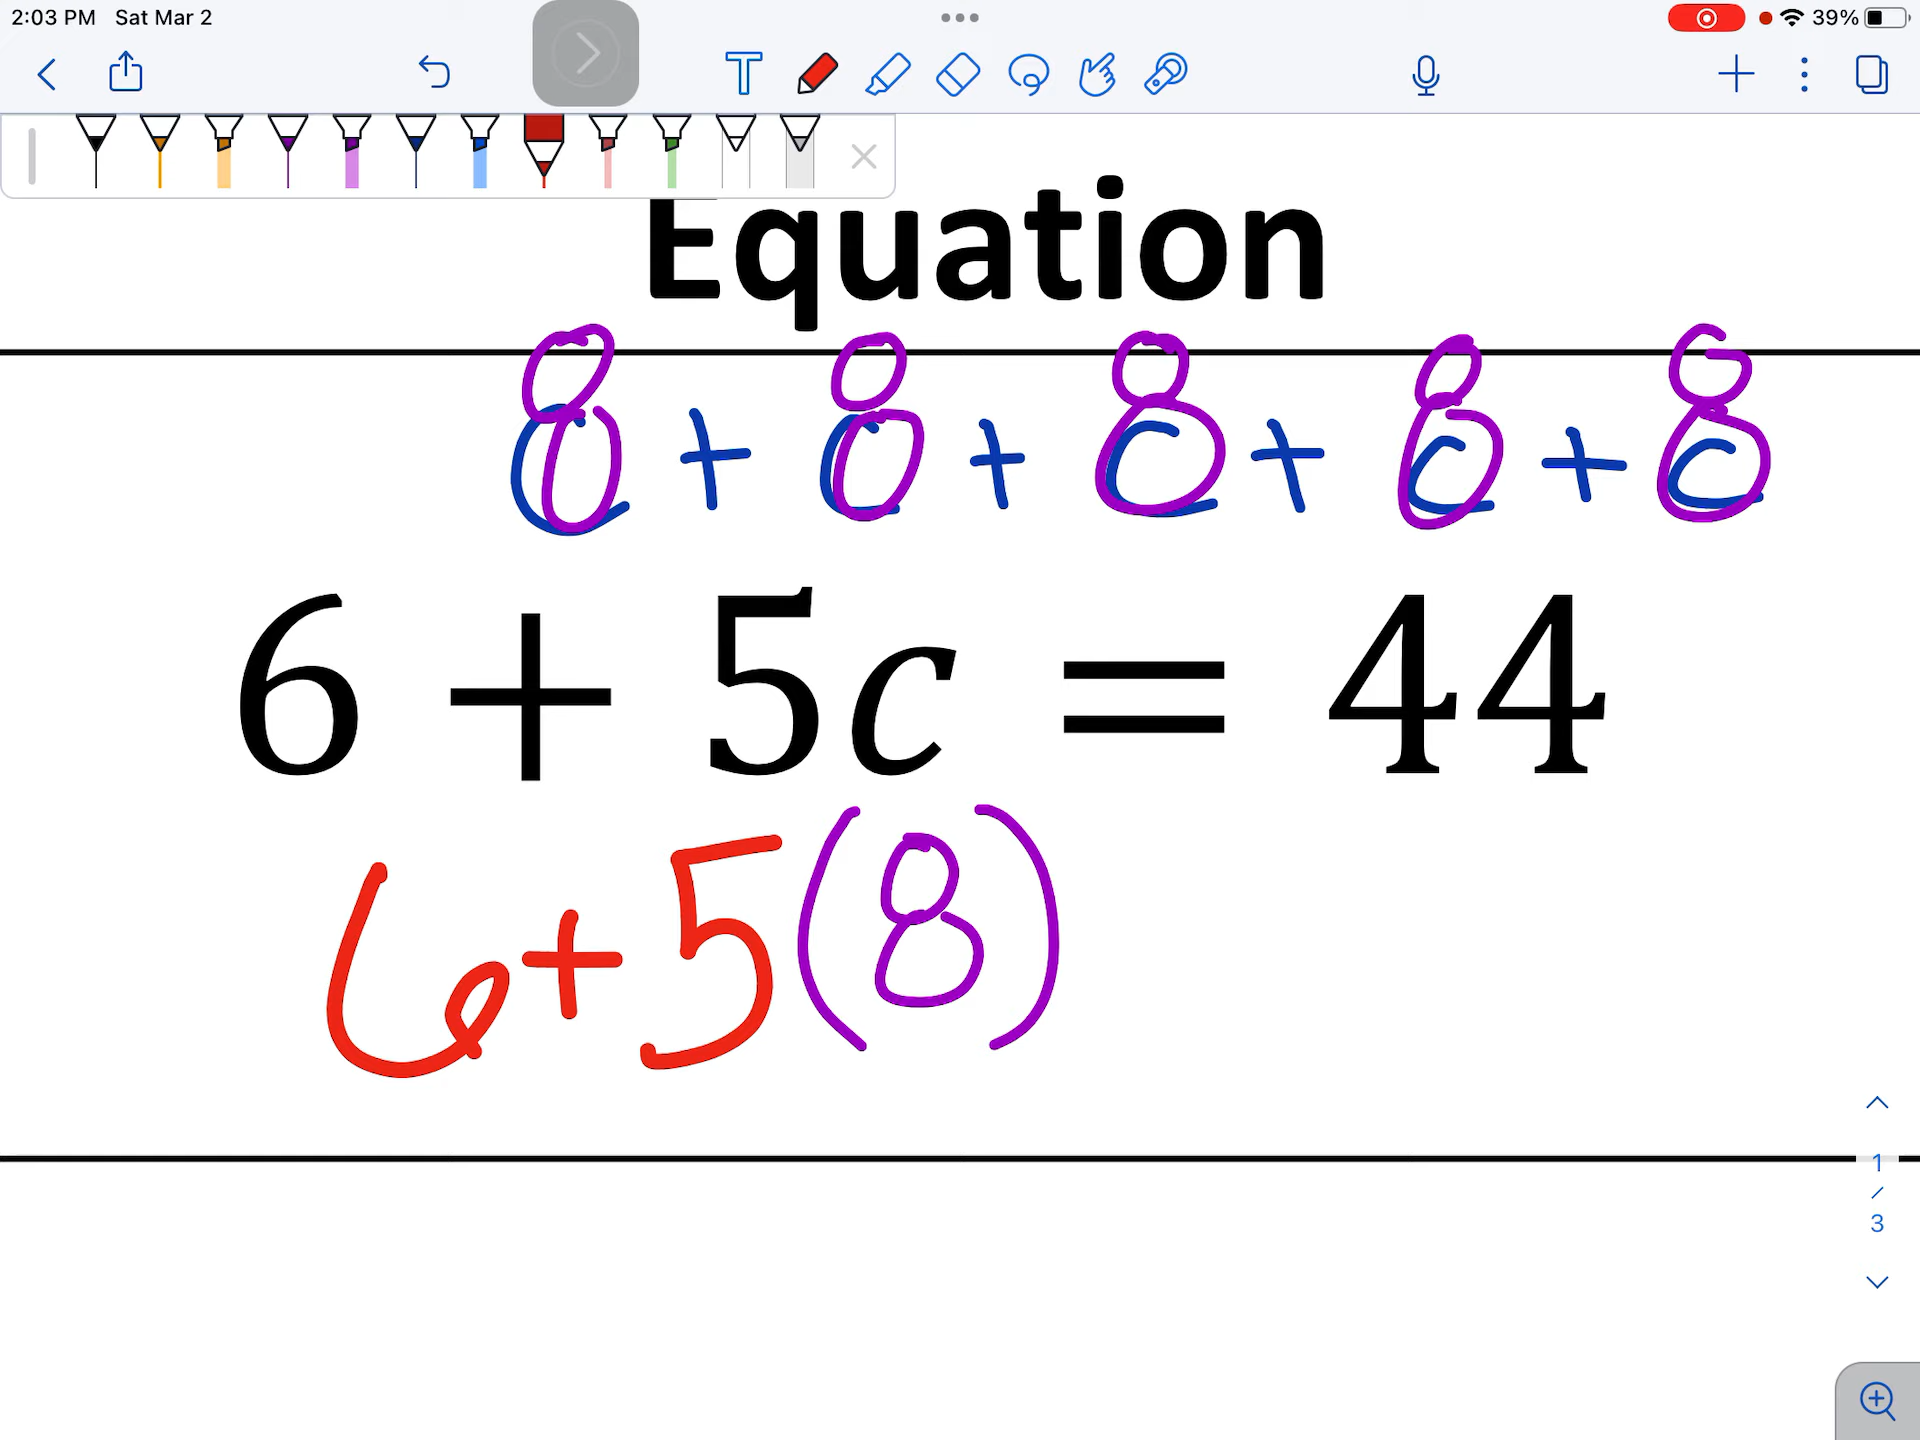 2:03 PM Sat Mar 2
39%
T
Equation
8 + 8 + 8 + 8 + 8
c + c + c + c + c
6 + 5c = 44
6+5(8)
1
/
3